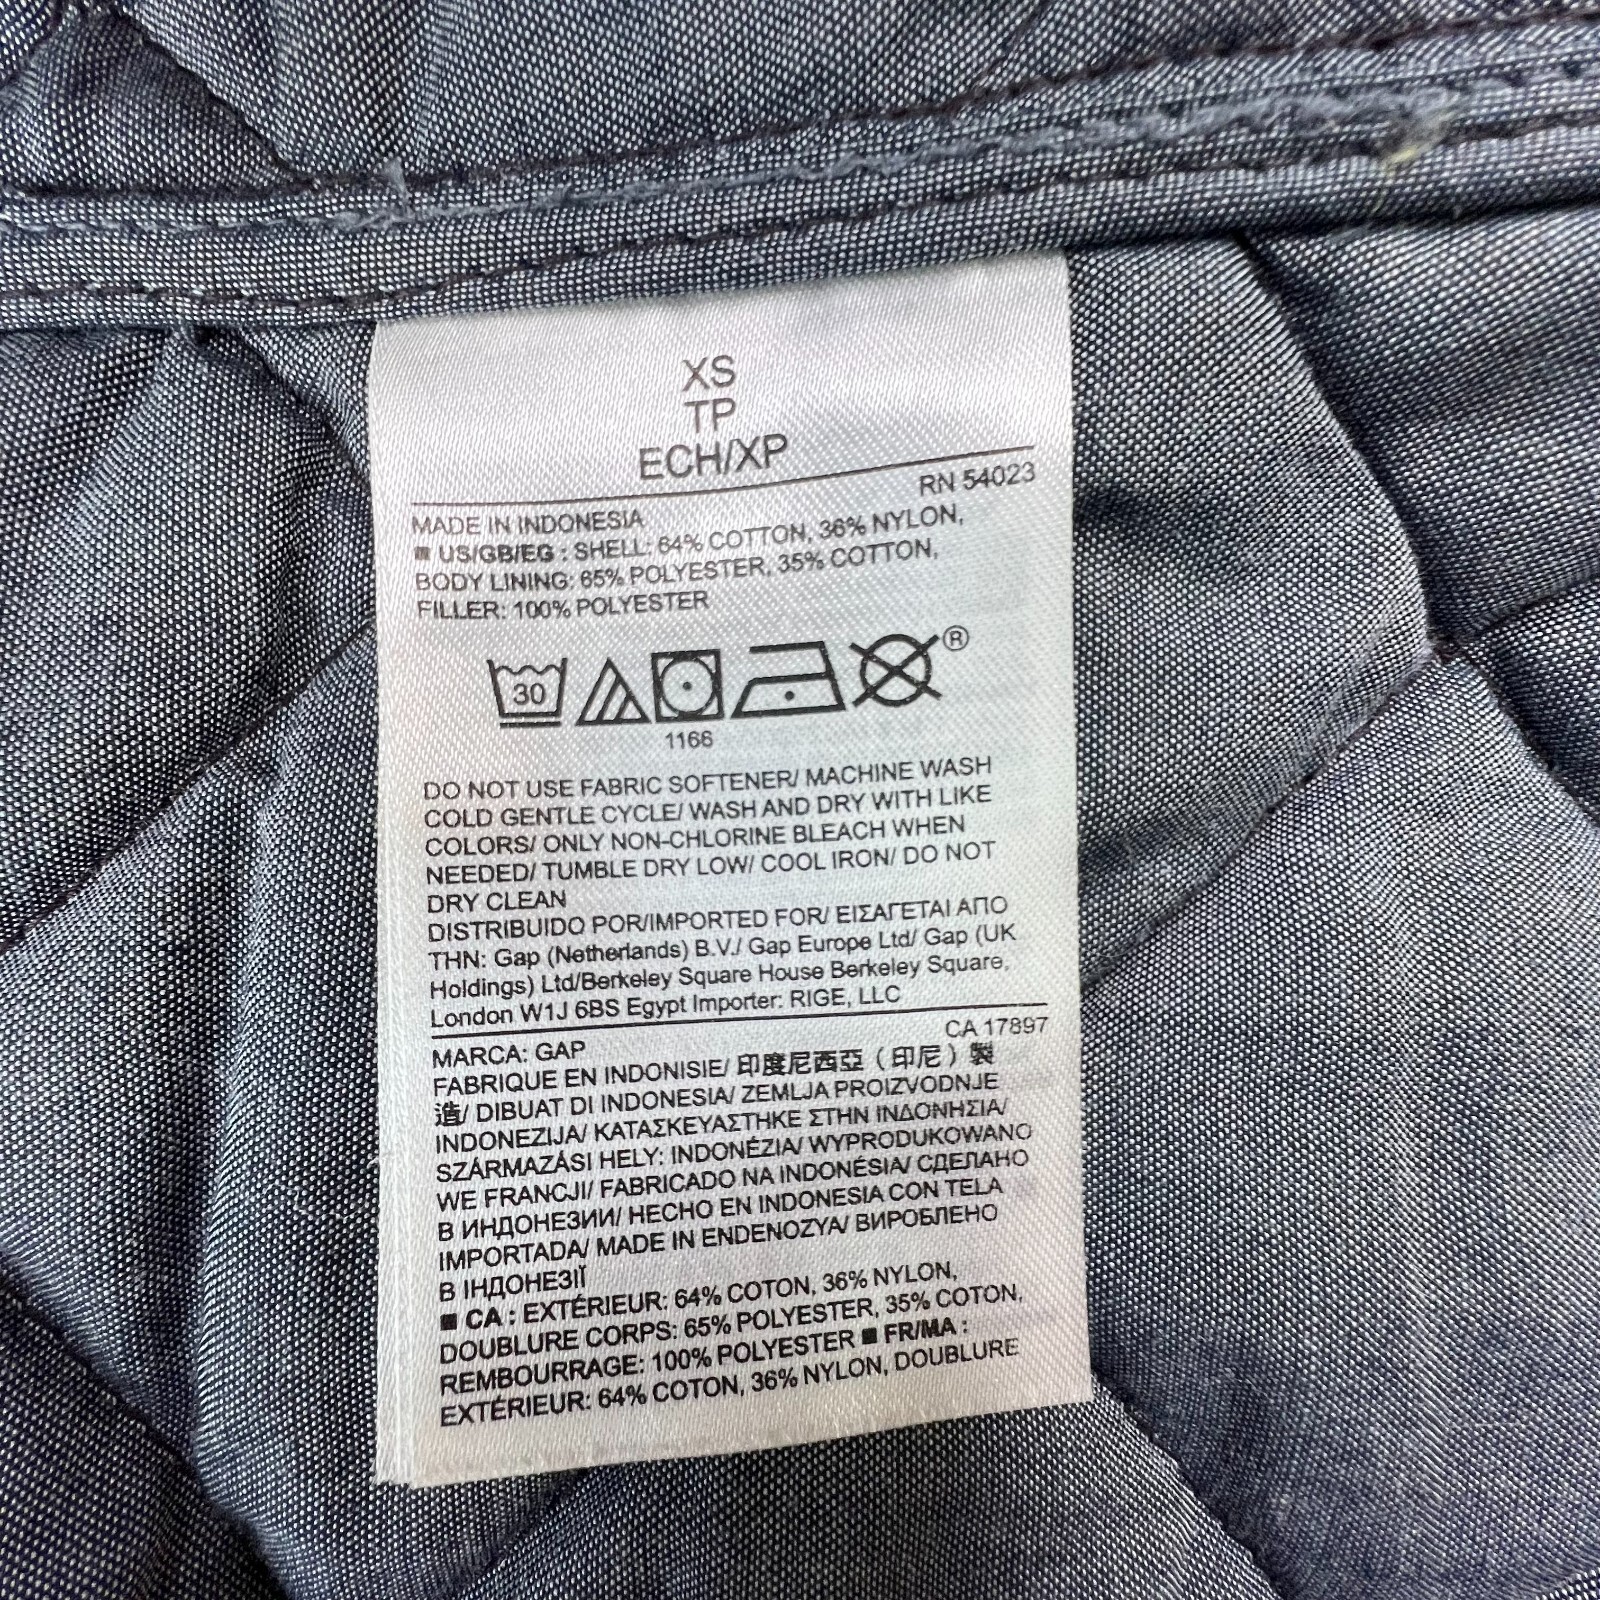 XS
TP
ECH/XP
RN 54023
MADE IN INDONESIA
■ US/GB/EG : SHELL: 64% COTTON, 36% NYLON,
BODY LINING: 65% POLYESTER, 35% COTTON,
FILLER: 100% POLYESTER
30
®
1166
DO NOT USE FABRIC SOFTENER/ MACHINE WASH
COLD GENTLE CYCLE/ WASH AND DRY WITH LIKE
COLORS/ ONLY NON-CHLORINE BLEACH WHEN
NEEDED/ TUMBLE DRY LOW/ COOL IRON/ DO NOT
DRY CLEAN
DISTRIBUIDO POR/IMPORTED FOR/ ΕΙΣΑΓΕΤΑΙ ΑΠΟ
THN: Gap (Netherlands) B.V./ Gap Europe Ltd/ Gap (UK
Holdings) Ltd/Berkeley Square House Berkeley Square,
London W1J 6BS Egypt Importer: RIGE, LLC
CA 17897
MARCA: GAP
FABRIQUE EN INDONISIE/ 印度尼西亞（印尼）製
造/ DIBUAT DI INDONESIA/ ZEMLJA PROIZVODNJE
INDONEZIJA/ ΚΑΤΑΣΚΕΥΑΣΤΗΚΕ ΣΤΗΝ ΙΝΔΟΝΗΣΙΑ/
SZÁRMAZÁSI HELY: INDONÉZIA/ WYPRODUKOWANO
WE FRANCJI/ FABRICADO NA INDONÉSIA/ СДЕЛАНО
В ИНДОНЕЗИИ/ HECHO EN INDONESIA CON TELA
IMPORTADA/ MADE IN ENDENOZYA/ ВИРОБЛЕНО
В ІНДОНЕЗІЇ
■ CA : EXTÉRIEUR: 64% COTON, 36% NYLON,
DOUBLURE CORPS: 65% POLYESTER, 35% COTON,
REMBOURRAGE: 100% POLYESTER ■ FR/MA :
EXTÉRIEUR: 64% COTON, 36% NYLON, DOUBLURE